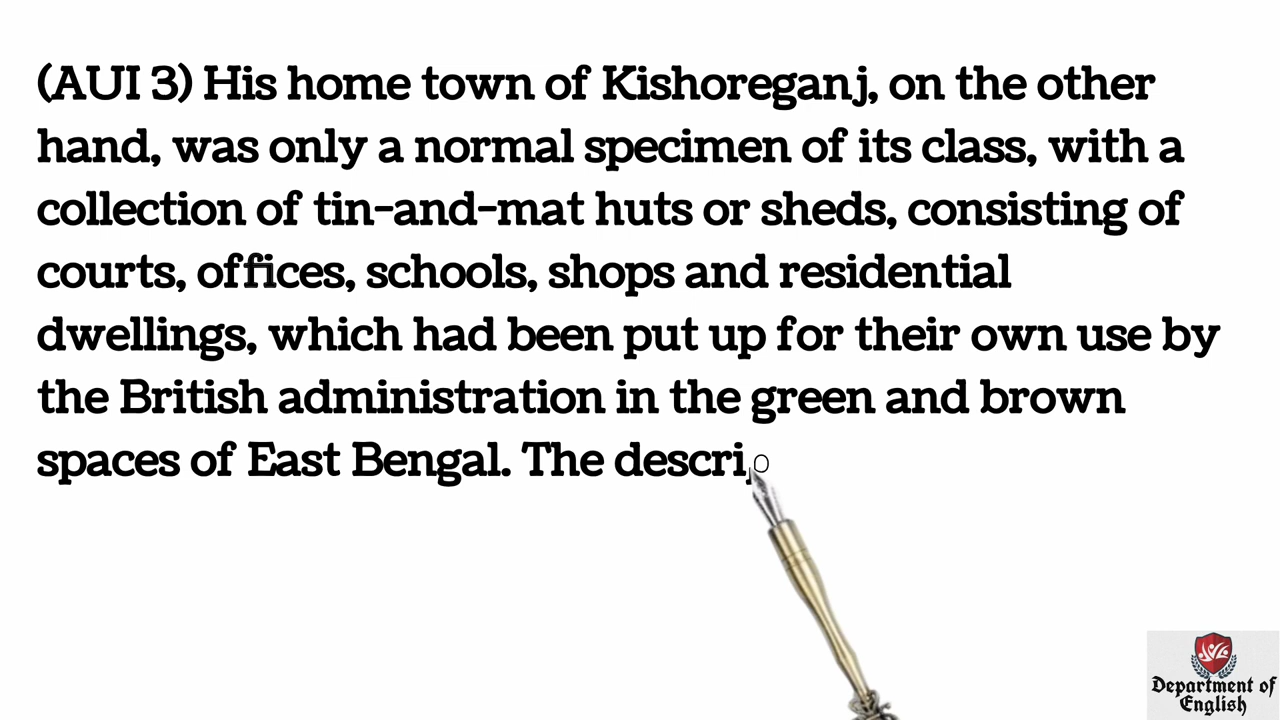 (AUI 3) His home town of Kishoreganj, on the other
hand, was only a normal specimen of its class, with a
collection of tin-and-mat huts or sheds, consisting of
courts, offices, schools, shops and residential
dwellings, which had been put up for their own use by
the British administration in the green and brown
spaces of East Bengal. The descrip
Department of
English